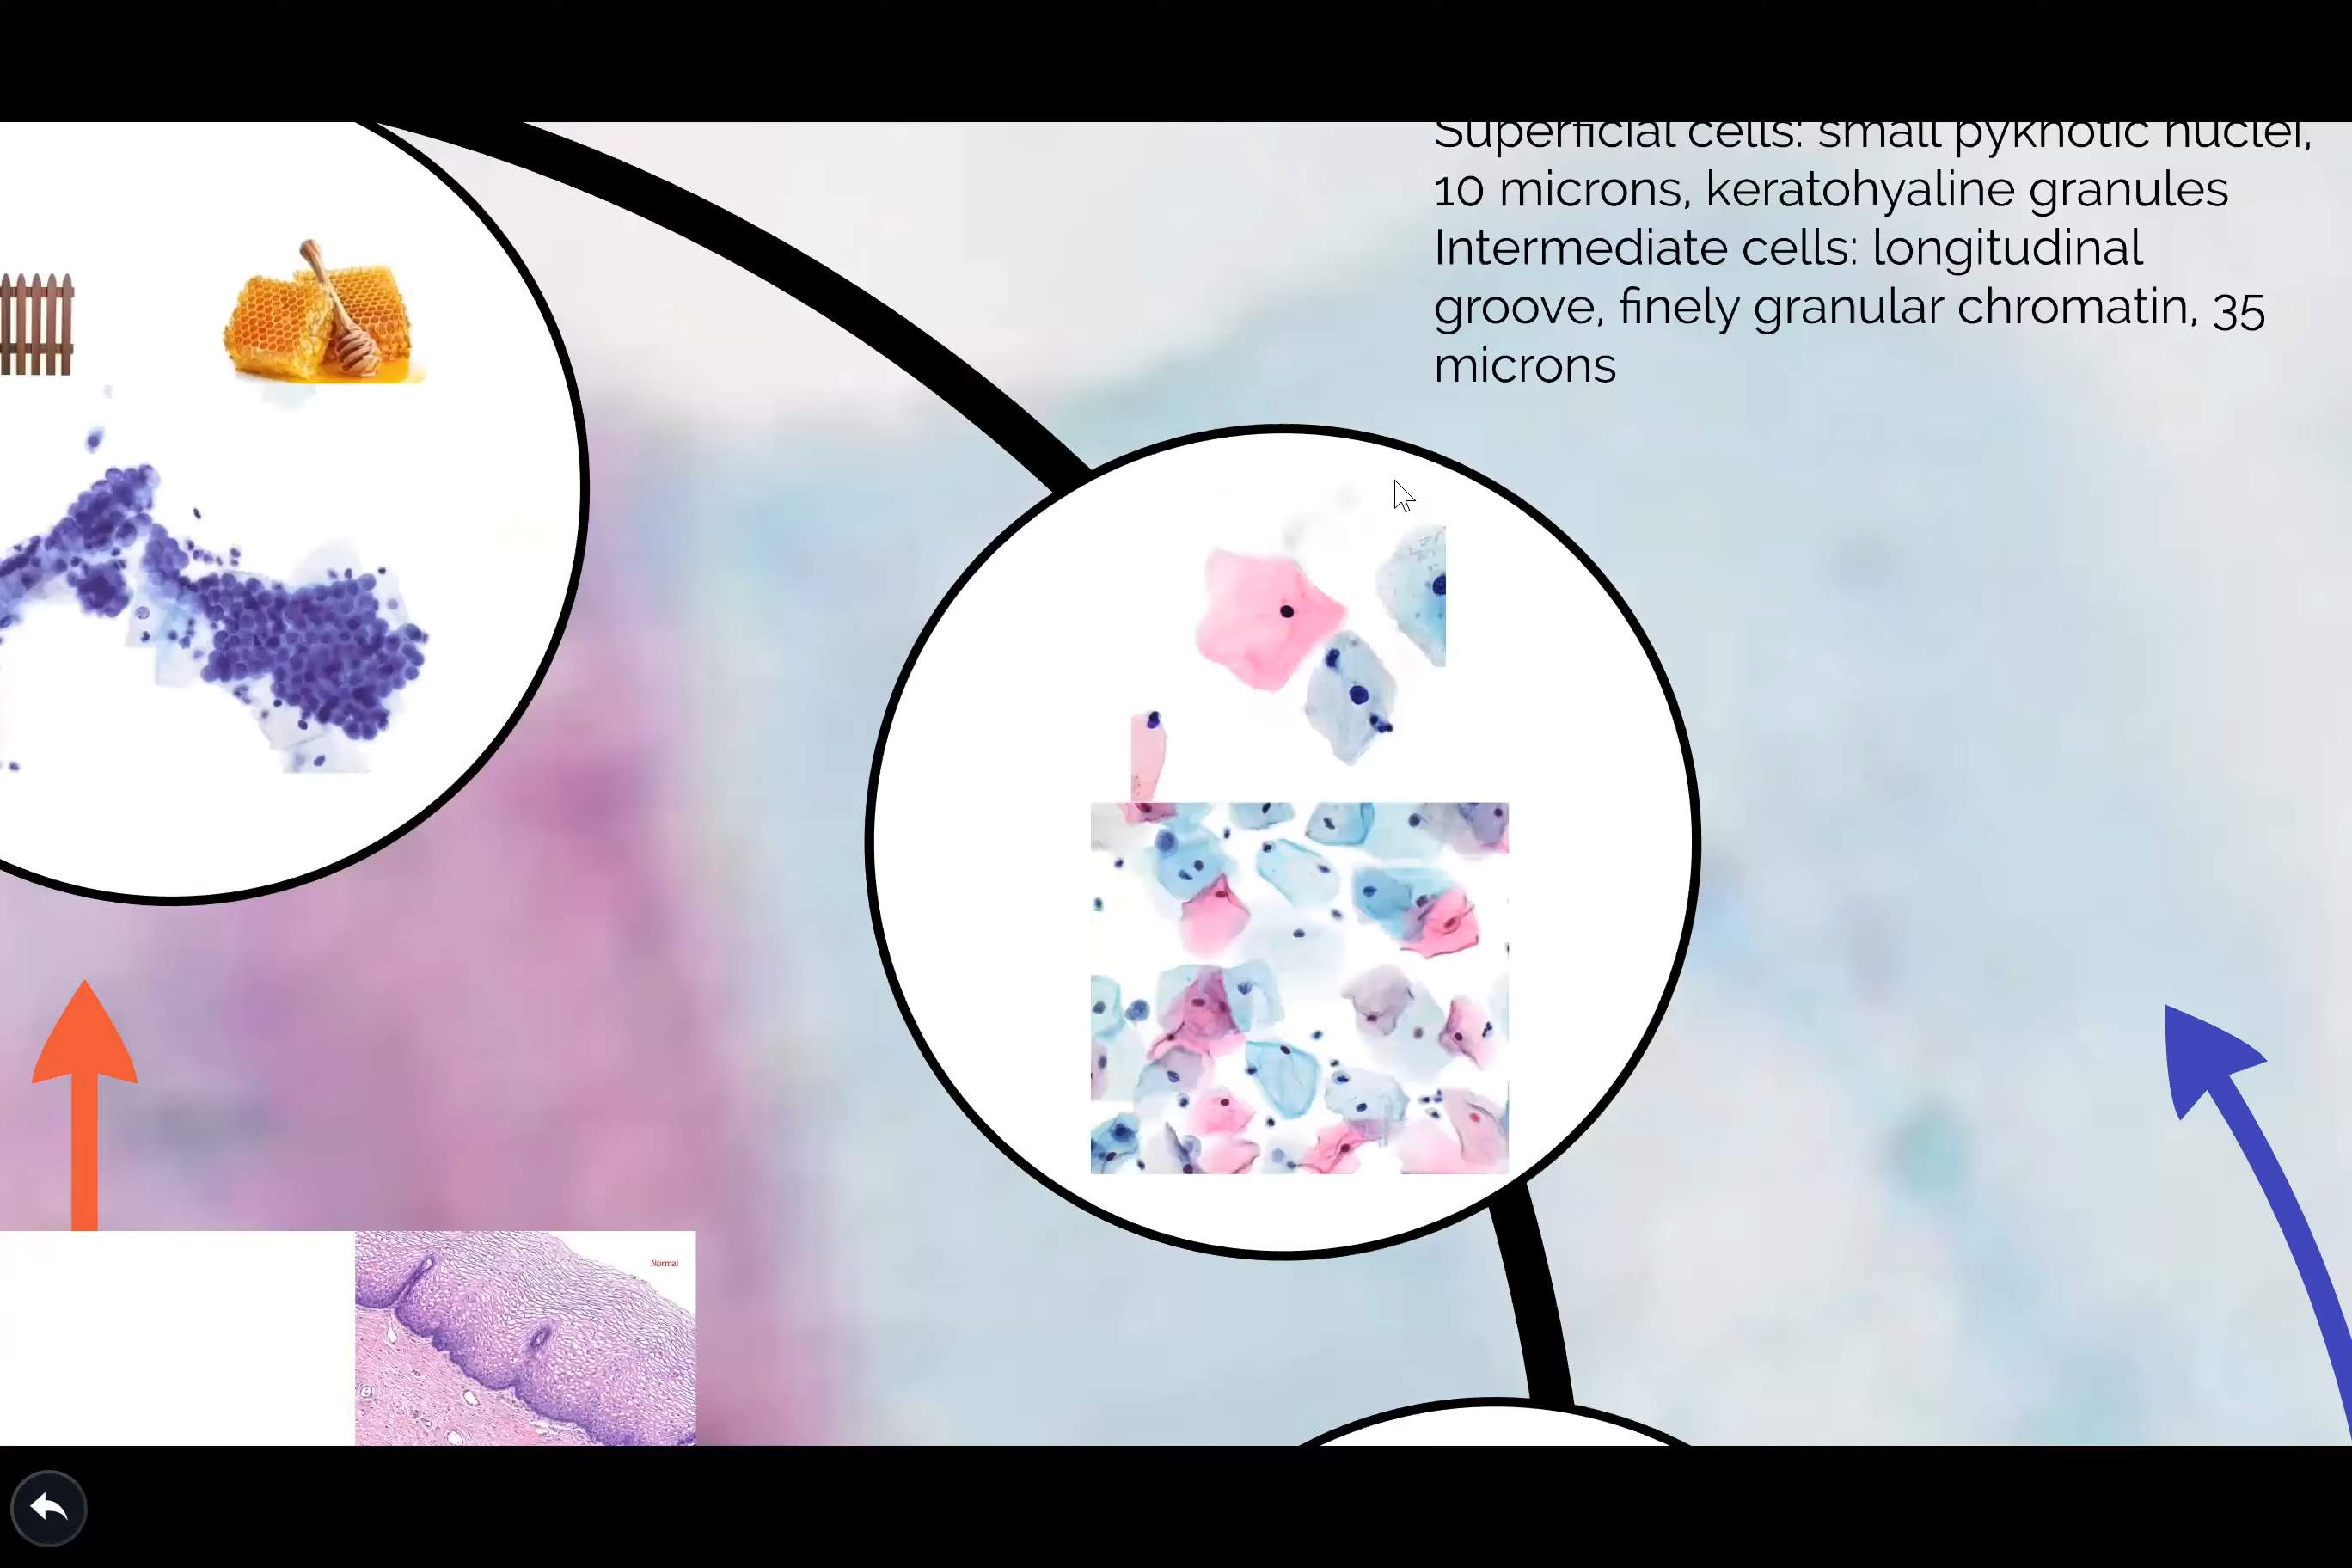 Superficial cells: small pyknotic nuclei,
10 microns, keratohyaline granules
Intermediate cells: longitudinal
groove, finely granular chromatin, 35
microns
Normal